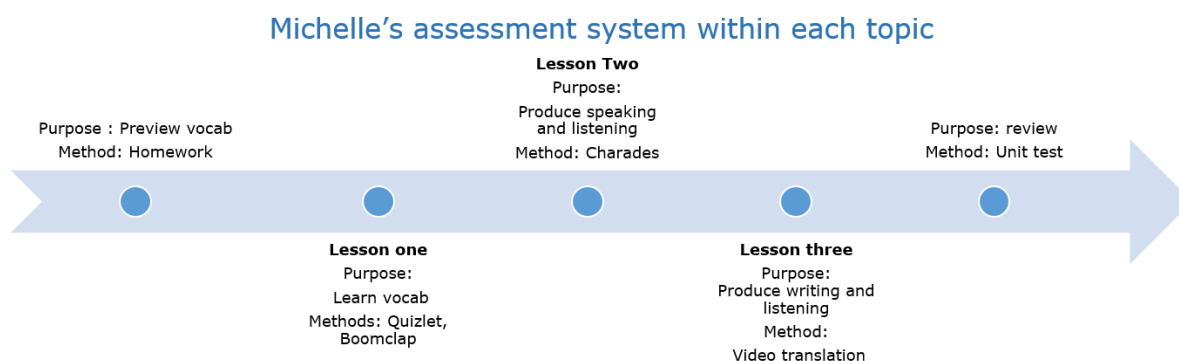 Michelle’s assessment system within each topic
Purpose : Preview vocab
Method: Homework
Lesson one
Purpose:
Learn vocab
Methods: Quizlet,
Boomclap
Lesson Two
Purpose:
Produce speaking
and listening
Method: Charades
Lesson three
Purpose:
Produce writing and
listening
Method:
Video translation
Purpose: review
Method: Unit test